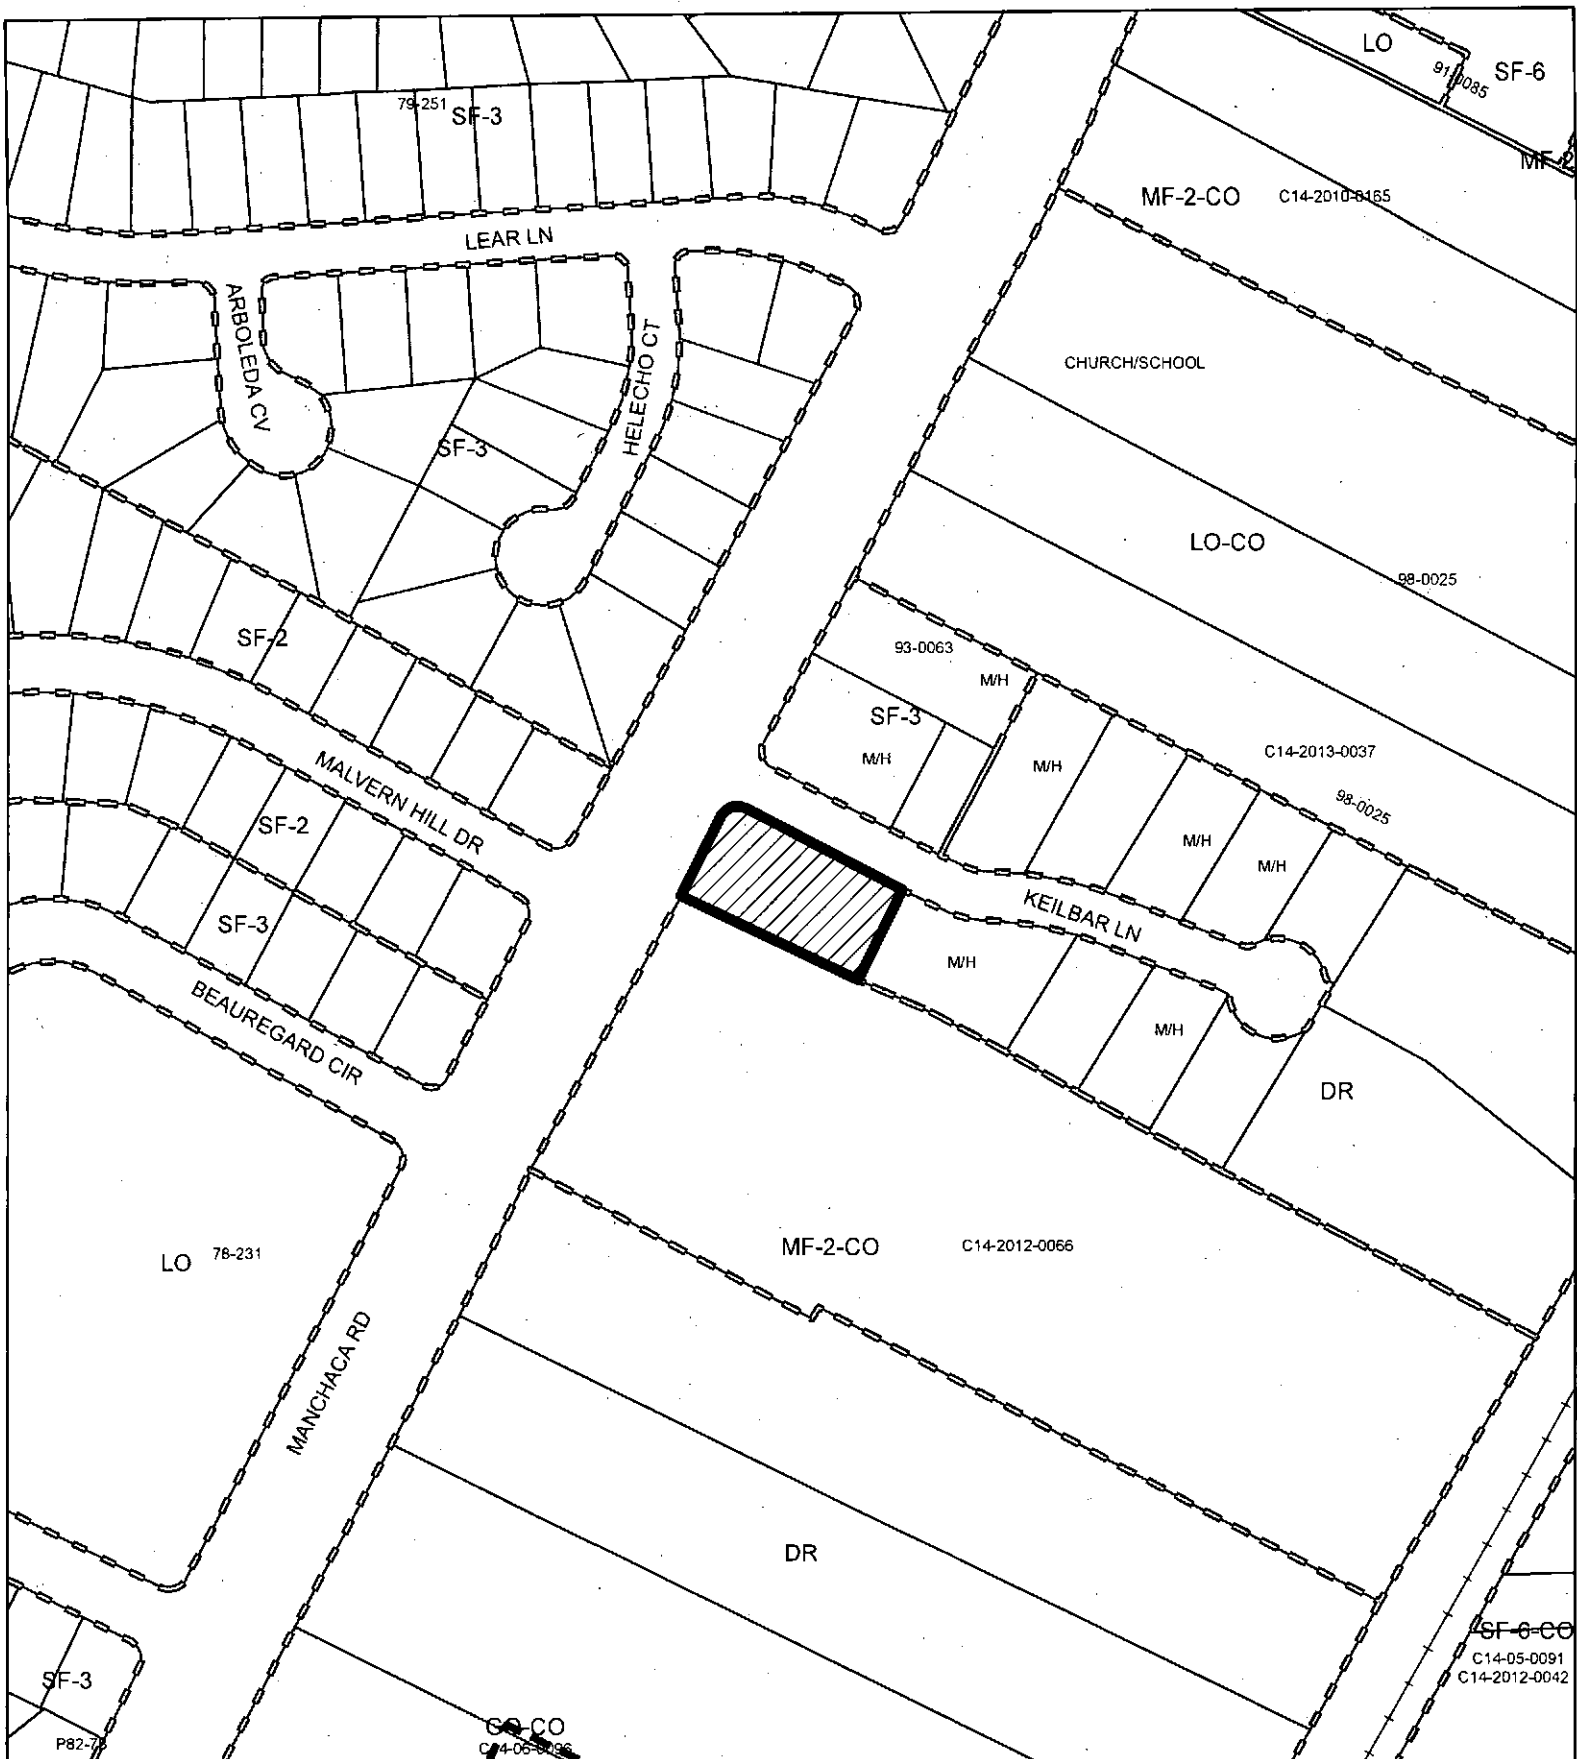 LO
SF-6
79-251
SF-3
MF-2-CO
C14-2010-0165
LEAR LN
ARBOLEDA CV
HELECHO CT
CHURCH/SCHOOL
SF-3
LO-CO
98-0025
SF-2
93-0063
M/H
SF-3
M/H
M/H
C14-2013-0037
98-0025
MALVERN HILL DR
SF-2
M/H
M/H
KEILBAR LN
SF-3
M/H
BEAUREGARD CIR
M/H
DR
MF-2-CO
C14-2012-0066
LO
78-231
MANCHACA RD
DR
SF-6-CO
C14-05-0091
C14-2012-0042
SF-3